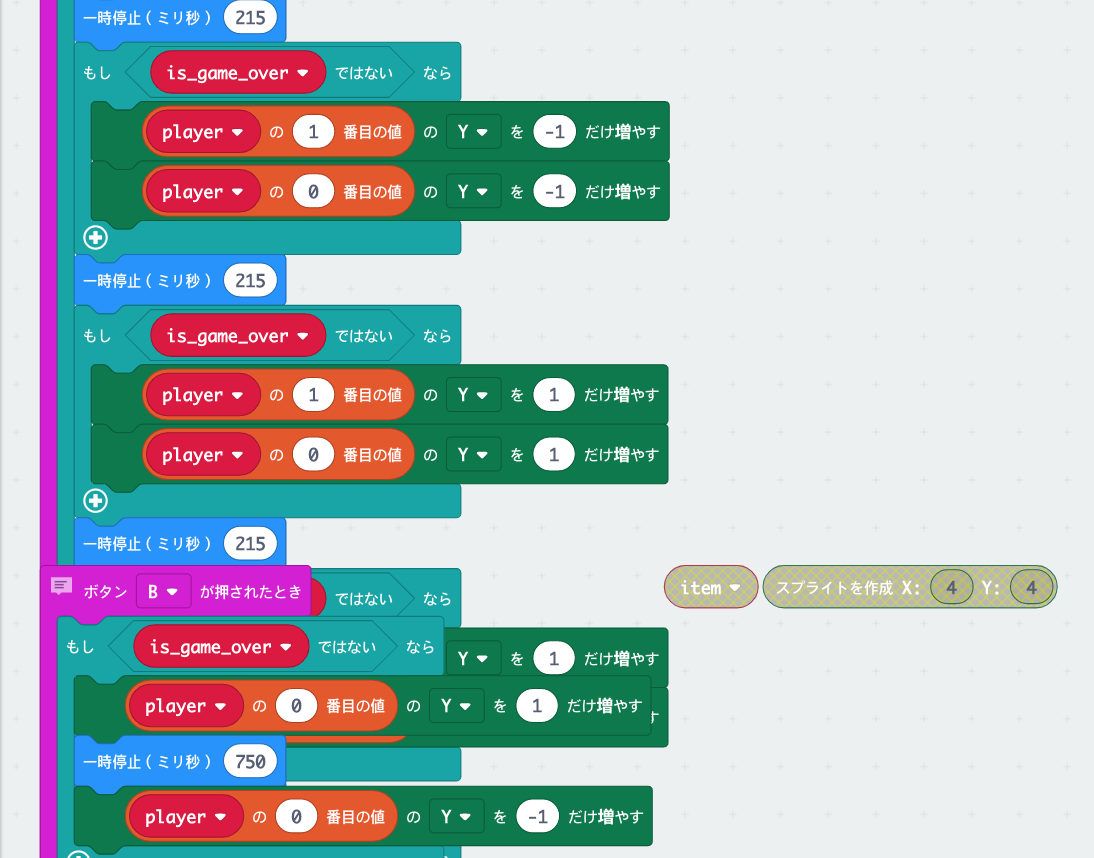 一時停止 ( ミリ秒 ) 215
もし is_game_over ではない なら
player の 1 番目の値 の Y を -1 だけ増やす
player の 0 番目の値 の Y を -1 だけ増やす
一時停止 ( ミリ秒 ) 215
もし is_game_over ではない なら
player の 1 番目の値 の Y を 1 だけ増やす
player の 0 番目の値 の Y を 1 だけ増やす
一時停止 ( ミリ秒 ) 215
ボタン B が押されたとき ではない なら
item スプライトを作成 X: 4 Y: 4
もし is_game_over ではない なら
Y を 1 だけ増やす
player の 0 番目の値 の Y を 1 だけ増やす
一時停止 ( ミリ秒 ) 750
player の 0 番目の値 の Y を -1 だけ増やす